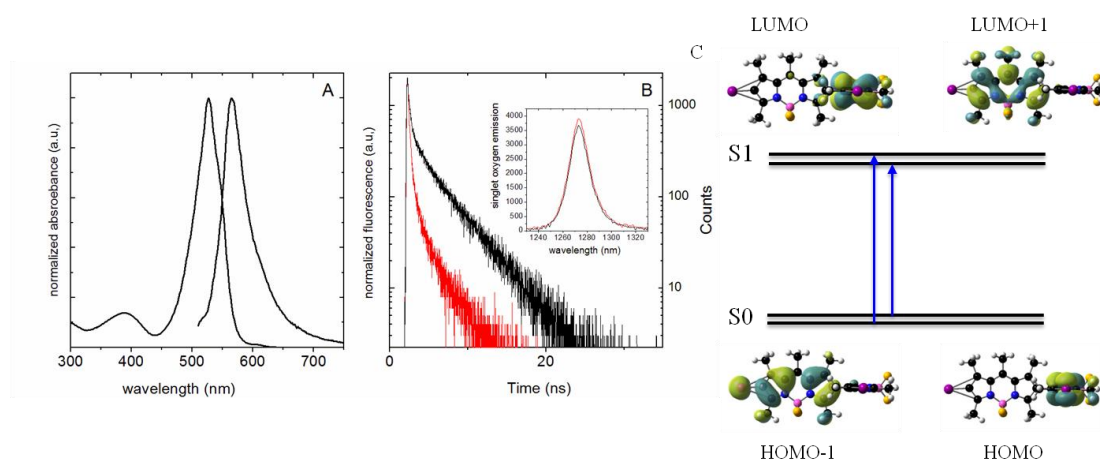 A
normalized absroebance (a.u.)
300 400 500 600 700
wavelength (nm)
B
normalized fluorescence (a.u.)
1000
100
10
Counts
0 20
Time (ns)
singlet oxygen emission
4000
3500
3000
2500
2000
1500
1000
500
0
1240 1260 1280 1300 1320
wavelength (nm)
C
LUMO LUMO+1
S1
S0
HOMO-1 HOMO